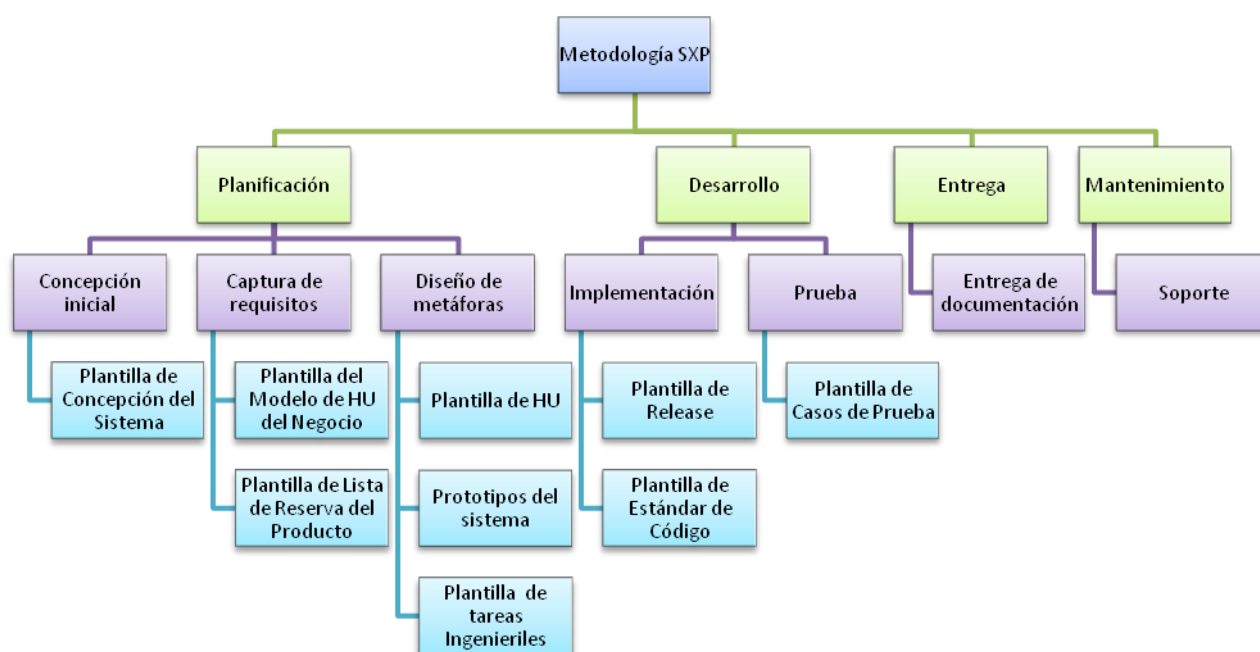 Metodología SXP
Planificación
Desarrollo
Entrega
Mantenimiento
Concepción
inicial
Captura de
requisitos
Diseño de
metáforas
Implementación
Prueba
Entrega de
documentación
Soporte
Plantilla de
Concepción del
Sistema
Plantilla del
Modelo de HU
del Negocio
Plantilla de HU
Plantilla de
Release
Plantilla de
Casos de Prueba
Plantilla de Lista
de Reserva del
Producto
Prototipos del
sistema
Plantilla de
Estándar de
Código
Plantilla de
tareas
Ingenieriles